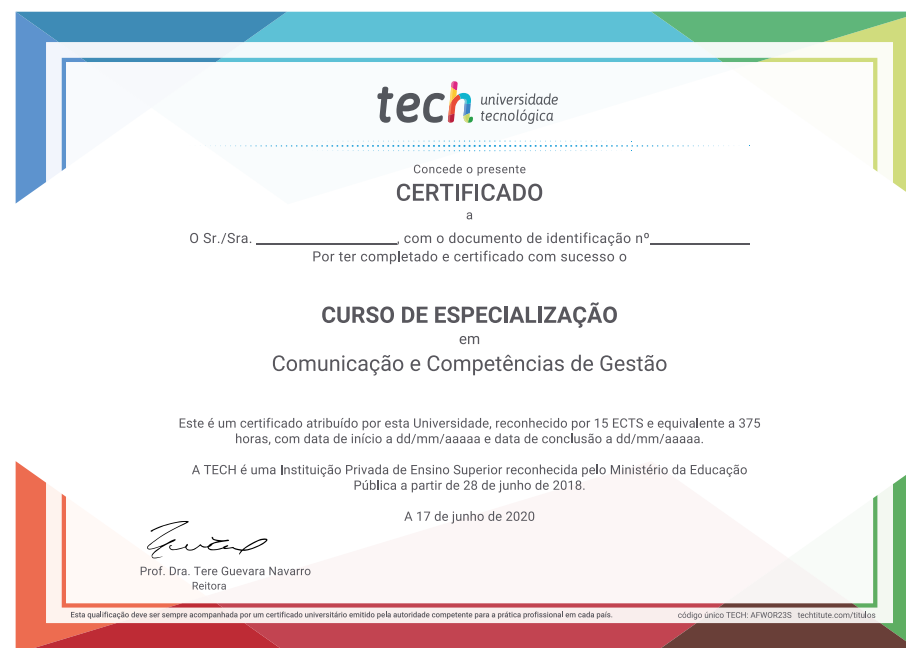 tech universidade
tecnológica
Concede o presente
CERTIFICADO
a
O Sr./Sra. ____________________, com o documento de identificação nº______________
Por ter completado e certificado com sucesso o
CURSO DE ESPECIALIZAÇÃO
em
Comunicação e Competências de Gestão
Este é um certificado atribuído por esta Universidade, reconhecido por 15 ECTS e equivalente a 375
horas, com data de início a dd/mm/aaaaa e data de conclusão a dd/mm/aaaaa.
A TECH é uma Instituição Privada de Ensino Superior reconhecida pelo Ministério da Educação
Pública a partir de 28 de junho de 2018.
A 17 de junho de 2020
Prof. Dra. Tere Guevara Navarro
Reitora
Esta qualificação deve ser sempre acompanhada por um certificado universitário emitido pela autoridade competente para a prática profissional em cada país.
código único TECH: AFWOR23S techtitute.com/titulos